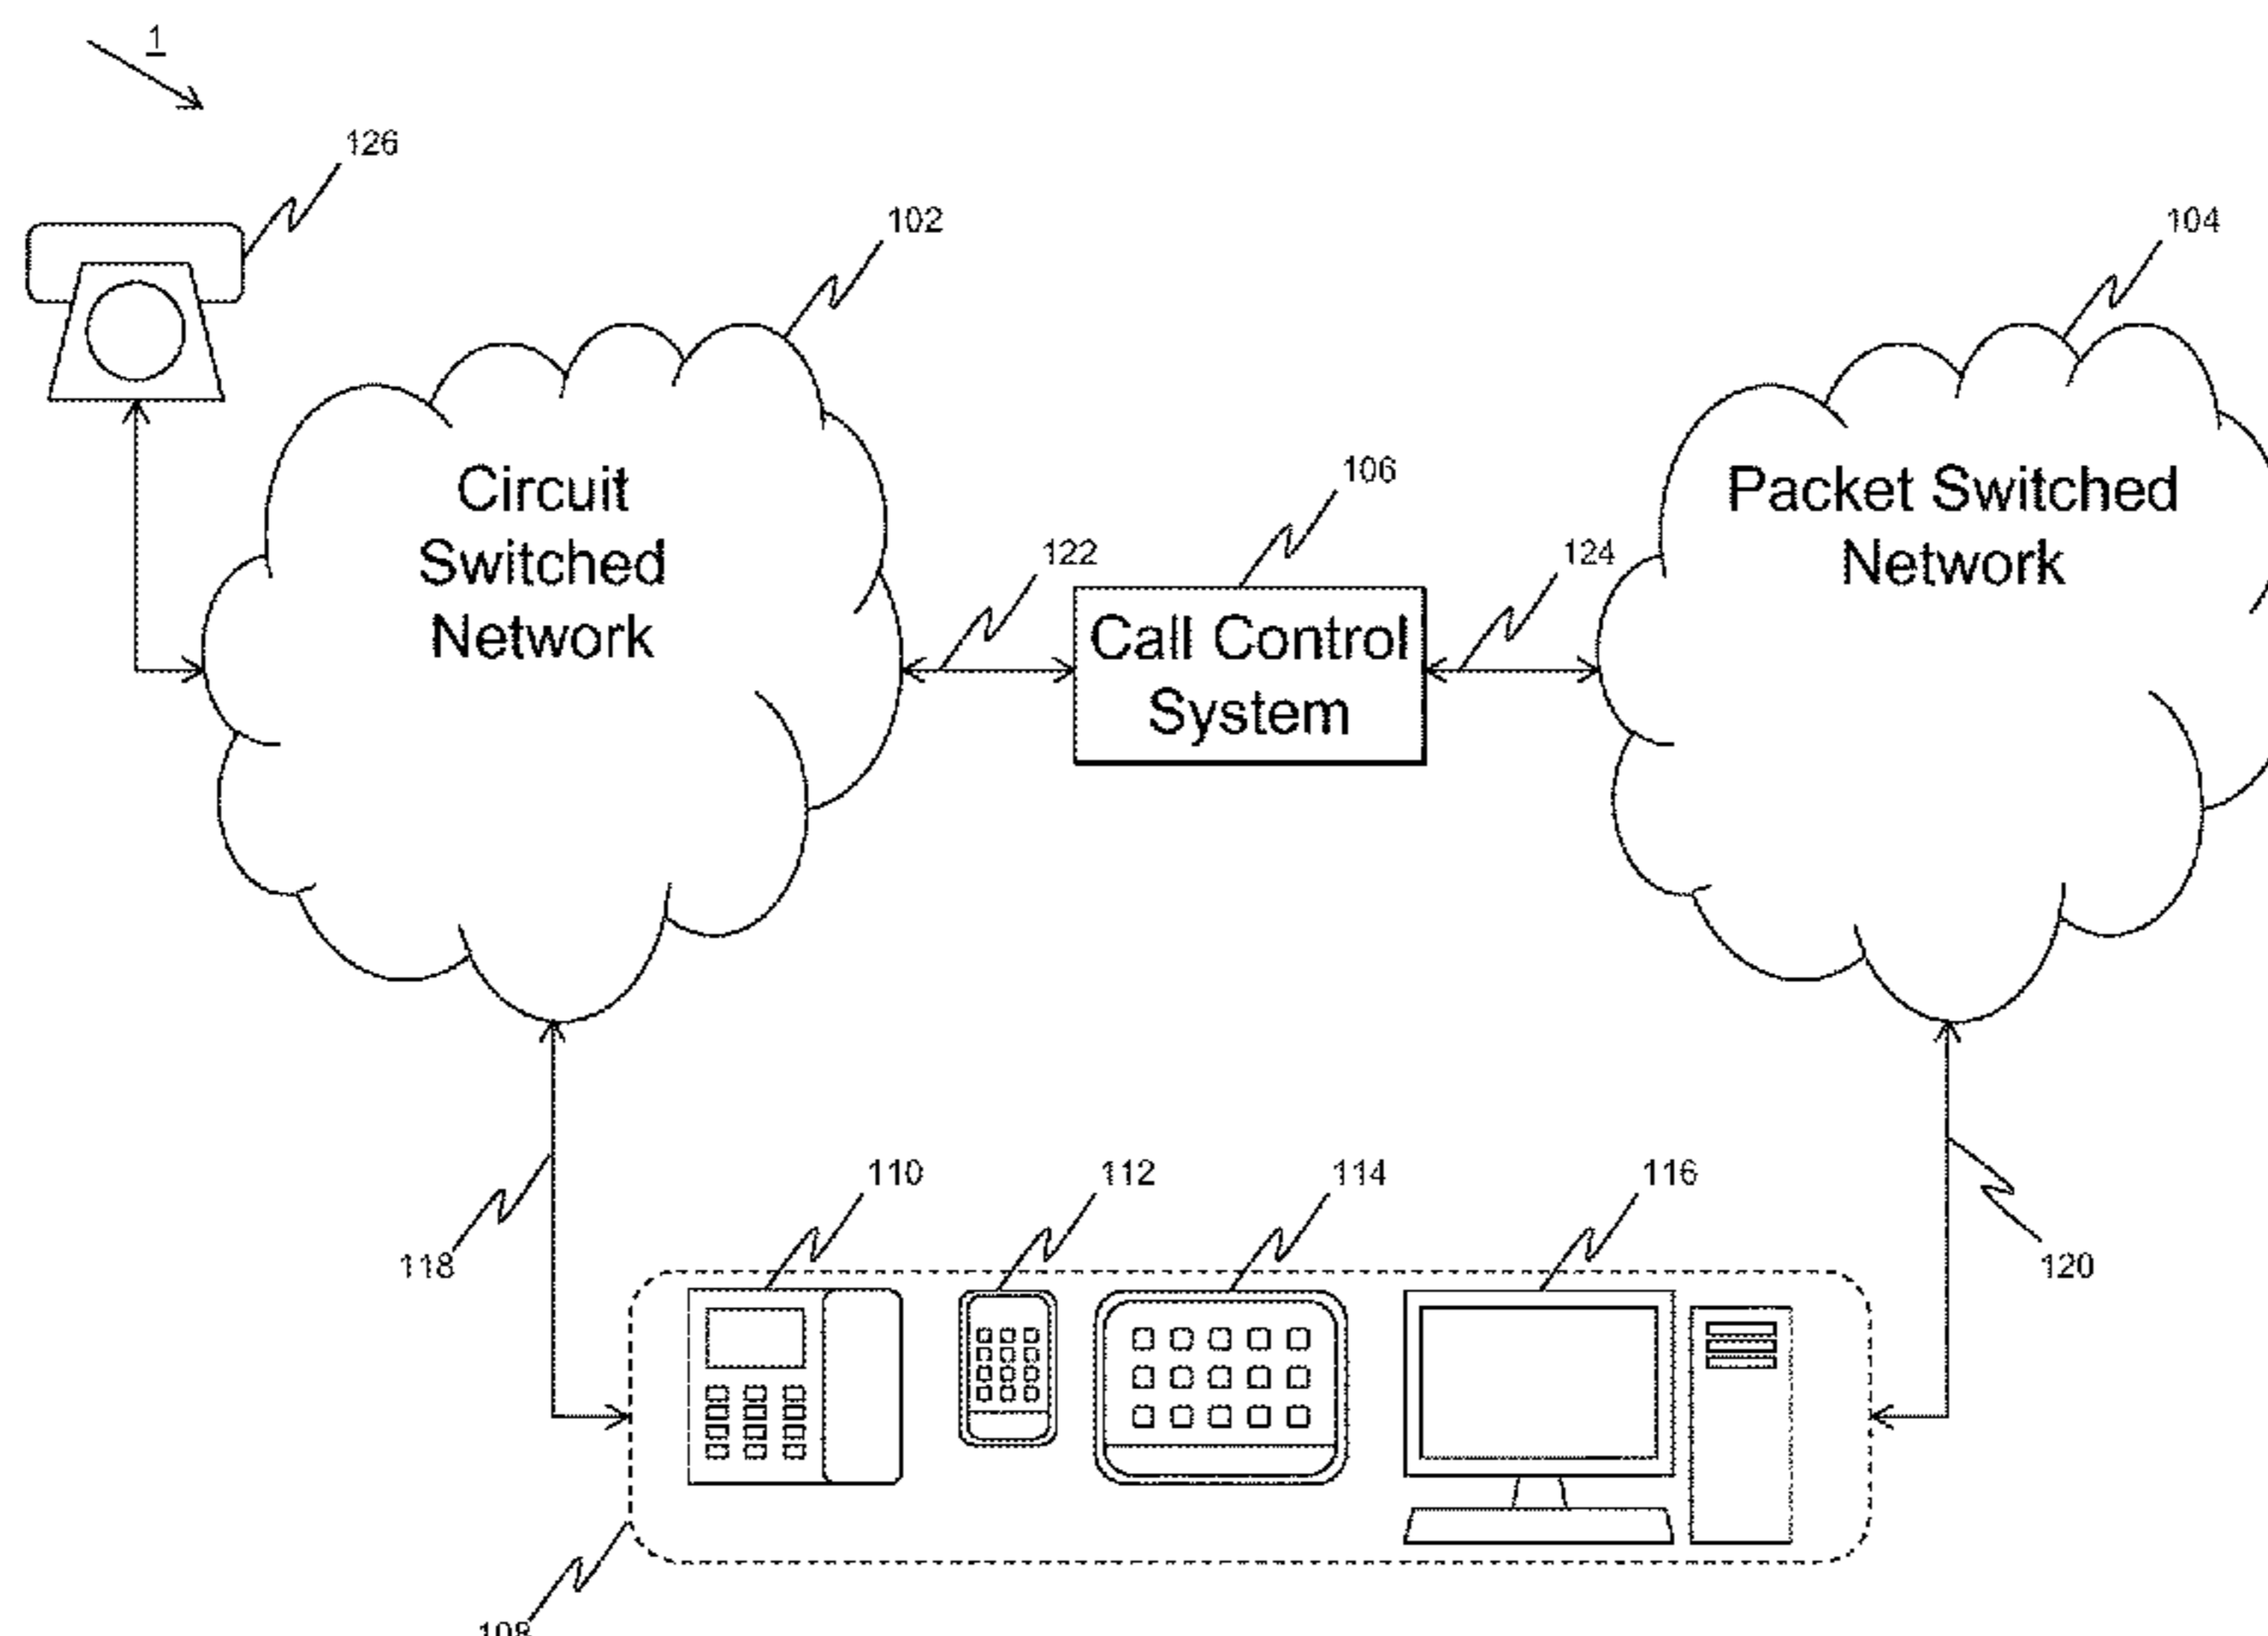 1
126
102
104
Circuit
Switched
Network
Packet Switched
Network
106
122
124
Call Control
System
110
112
114
116
118
120
108